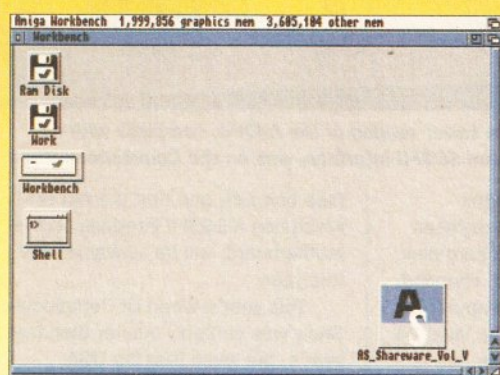 Amiga Workbench 1,999,856 graphics mem 3,605,104 other mem
Workbench
Ram Disk
Work
Workbench
Shell
AS
AS_Shareware_Vol_V